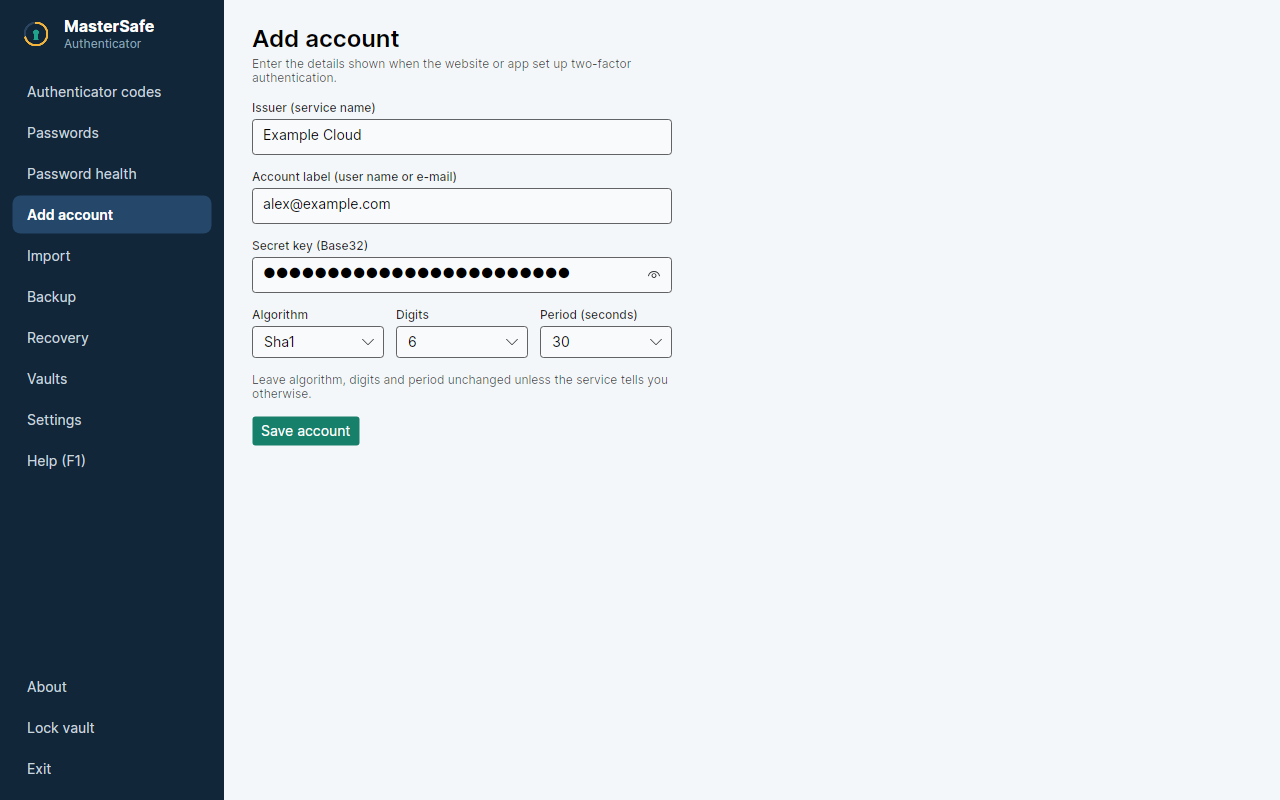 MasterSafe
Authenticator
Authenticator codes
Passwords
Password health
Add account
Import
Backup
Recovery
Vaults
Settings
Help (F1)
About
Lock vault
Exit
Add account
Enter the details shown when the website or app set up two-factor
authentication.
Issuer (service name)
Example Cloud
Account label (user name or e-mail)
alex@example.com
Secret key (Base32)
●●●●●●●●●●●●●●●●●●●●●●●●
Algorithm Digits Period (seconds)
Sha1 6 30
Leave algorithm, digits and period unchanged unless the service tells you
otherwise.
Save account